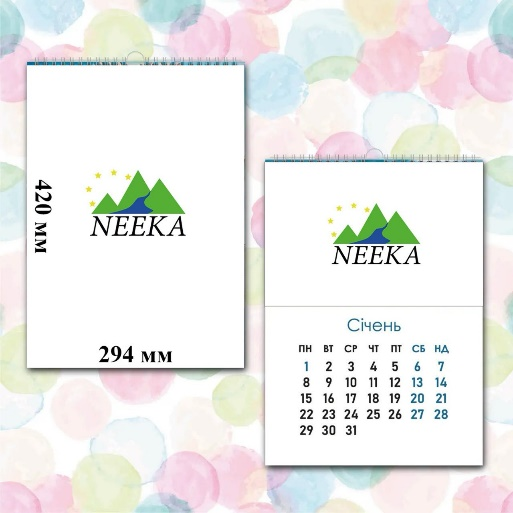 NEEKA
420 мм
294 мм
NEEKA
Січень
ПН ВТ СР ЧТ ПТ СБ НД
1 2 3 4 5 6 7
8 9 10 11 12 13 14
15 16 17 18 19 20 21
22 23 24 25 26 27 28
29 30 31